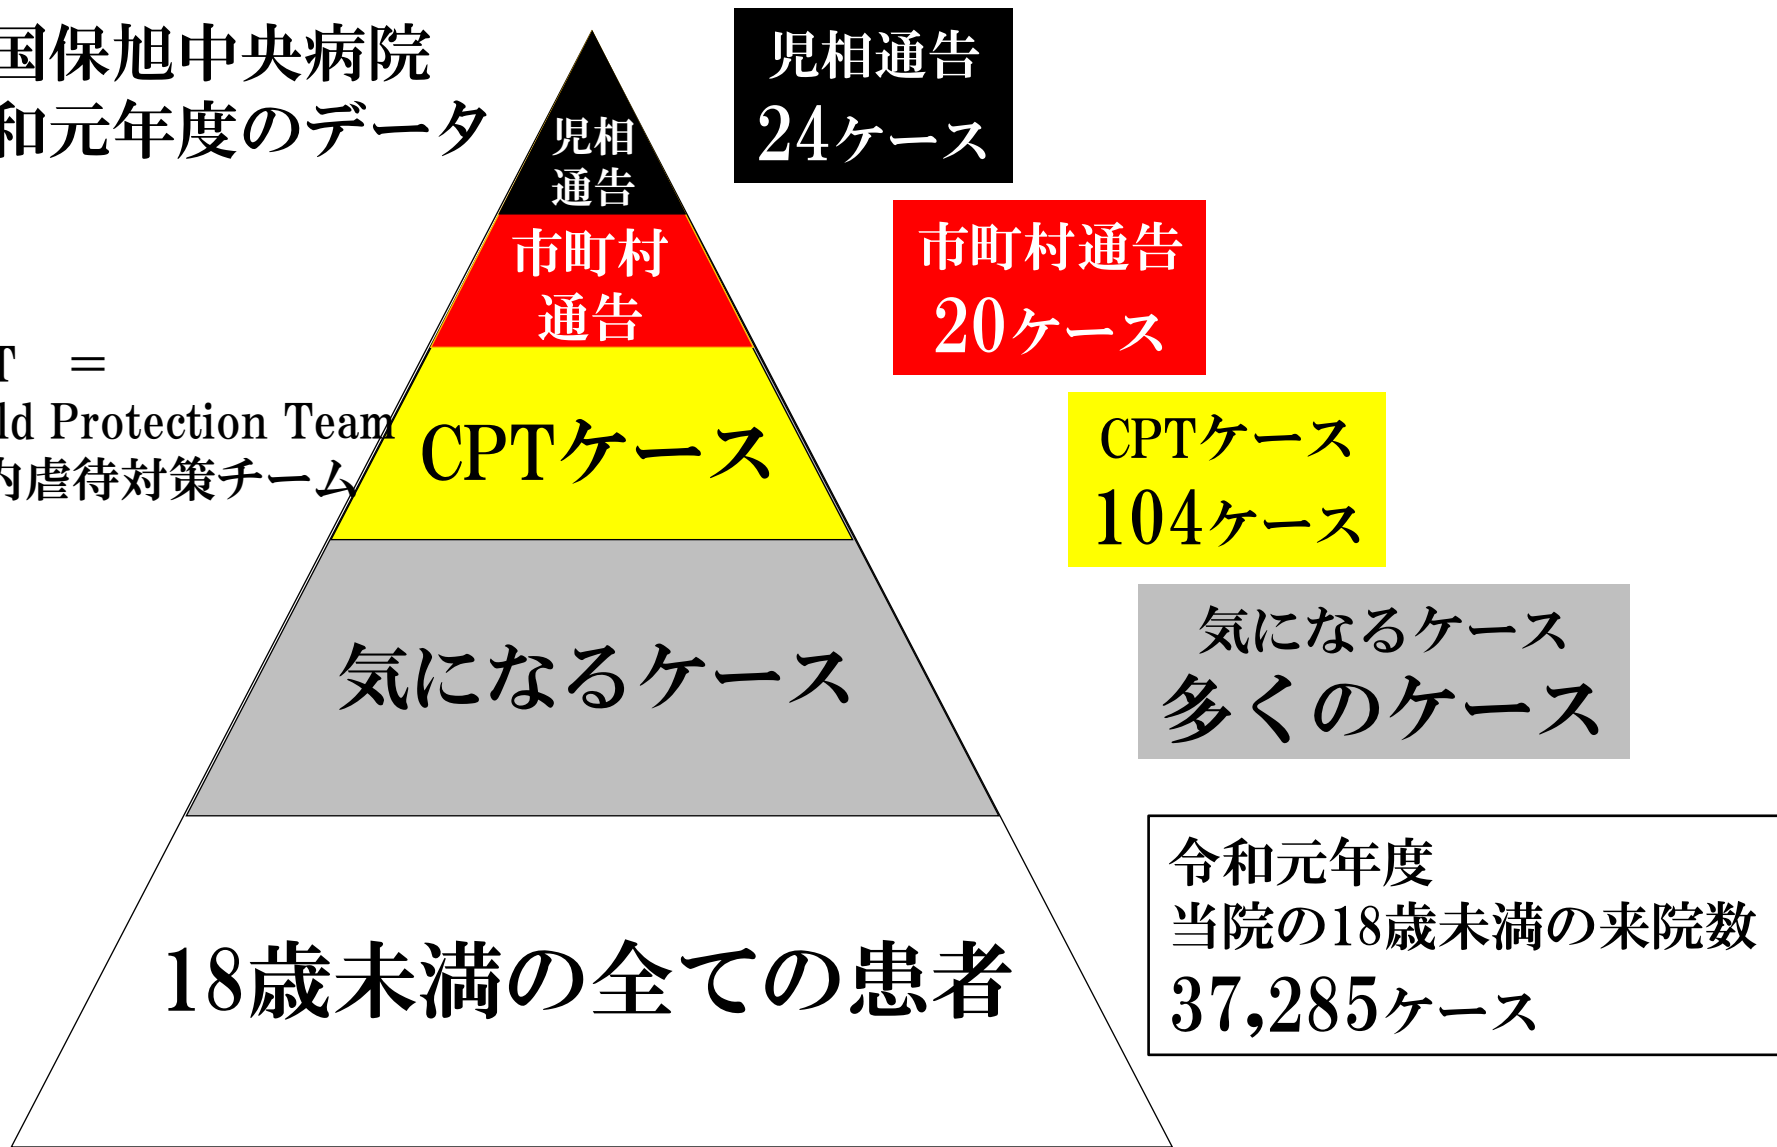 国保旭中央病院
和元年度のデータ
児相通告
24ケース
児相
通告
市町村
通告
市町村通告
20ケース
T =
ld Protection Team
内虐待対策チーム
CPTケース
CPTケース
104ケース
気になるケース
気になるケース
多くのケース
18歳未満の全ての患者
令和元年度
当院の18歳未満の来院数
37,285ケース